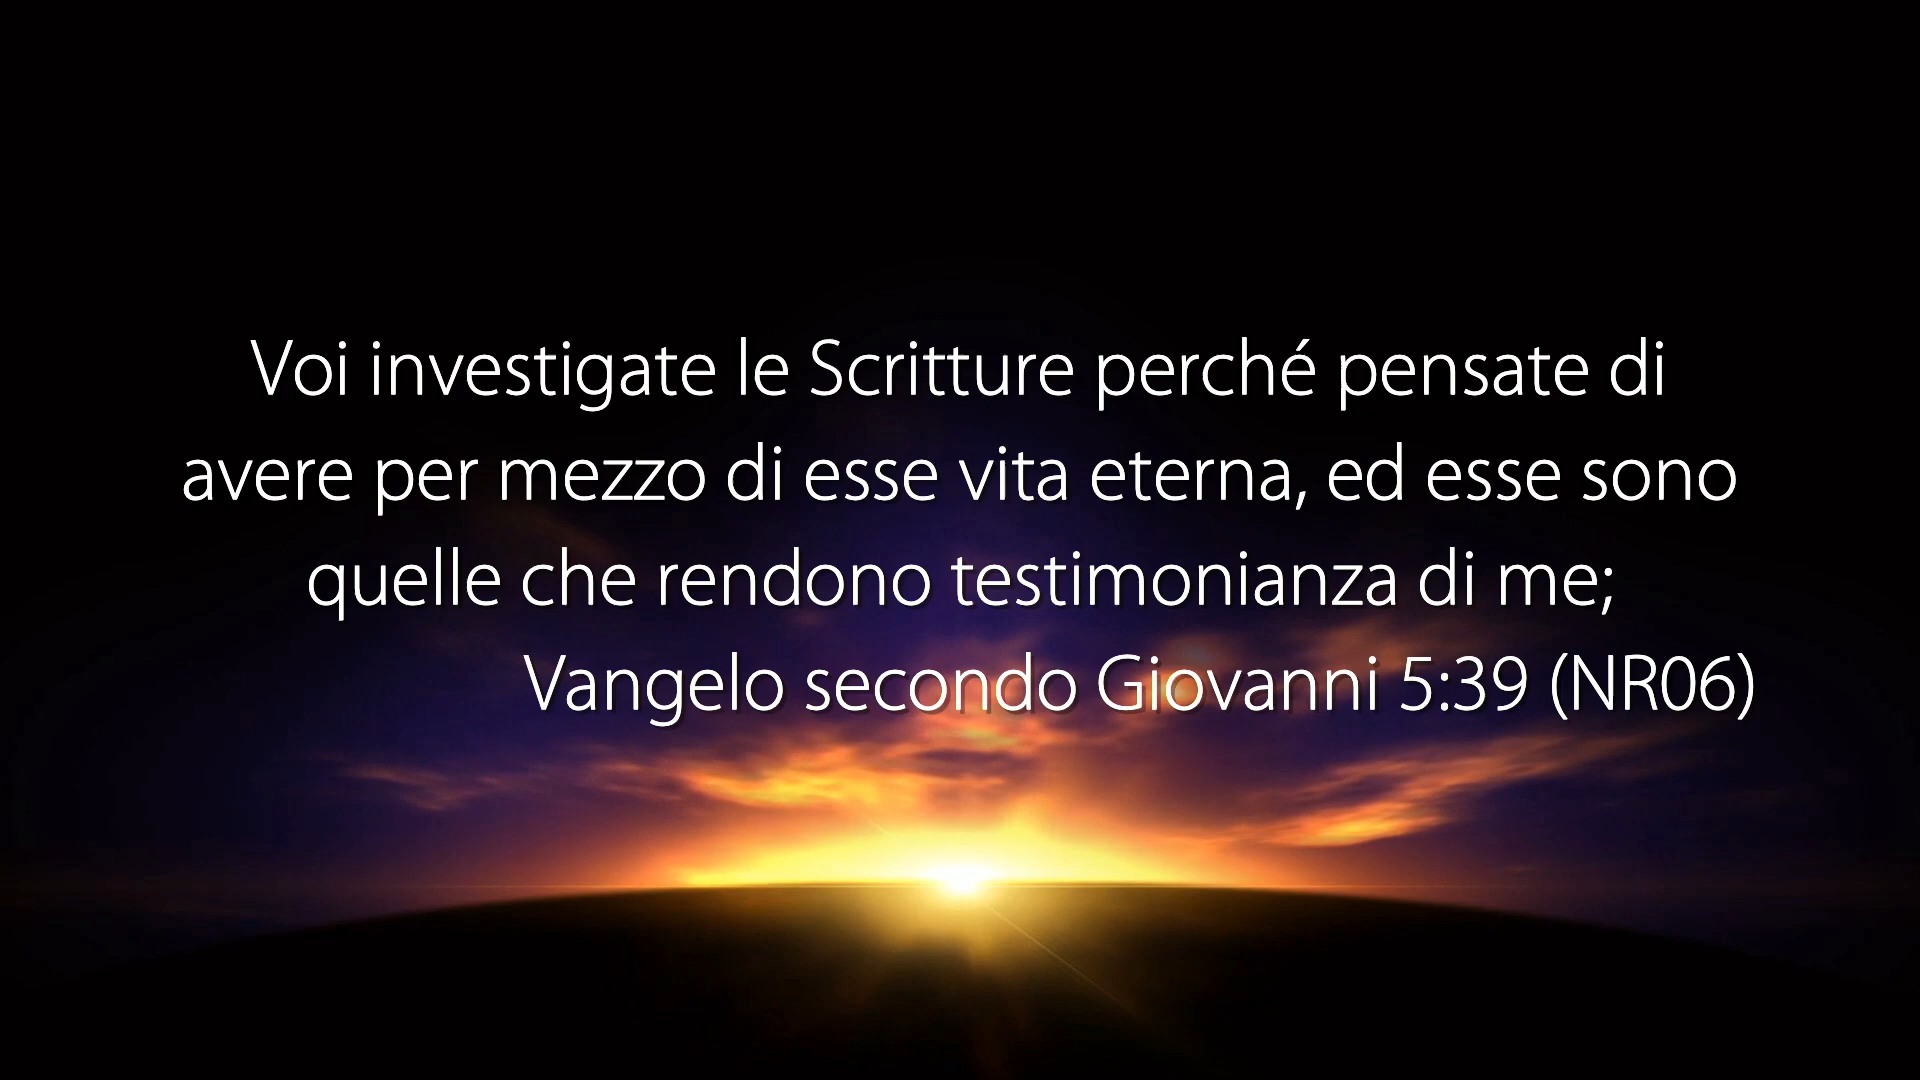 Voi investigate le Scritture perché pensate di
avere per mezzo di esse vita eterna, ed esse sono
quelle che rendono testimonianza di me;
Vangelo secondo Giovanni 5:39 (NR06)